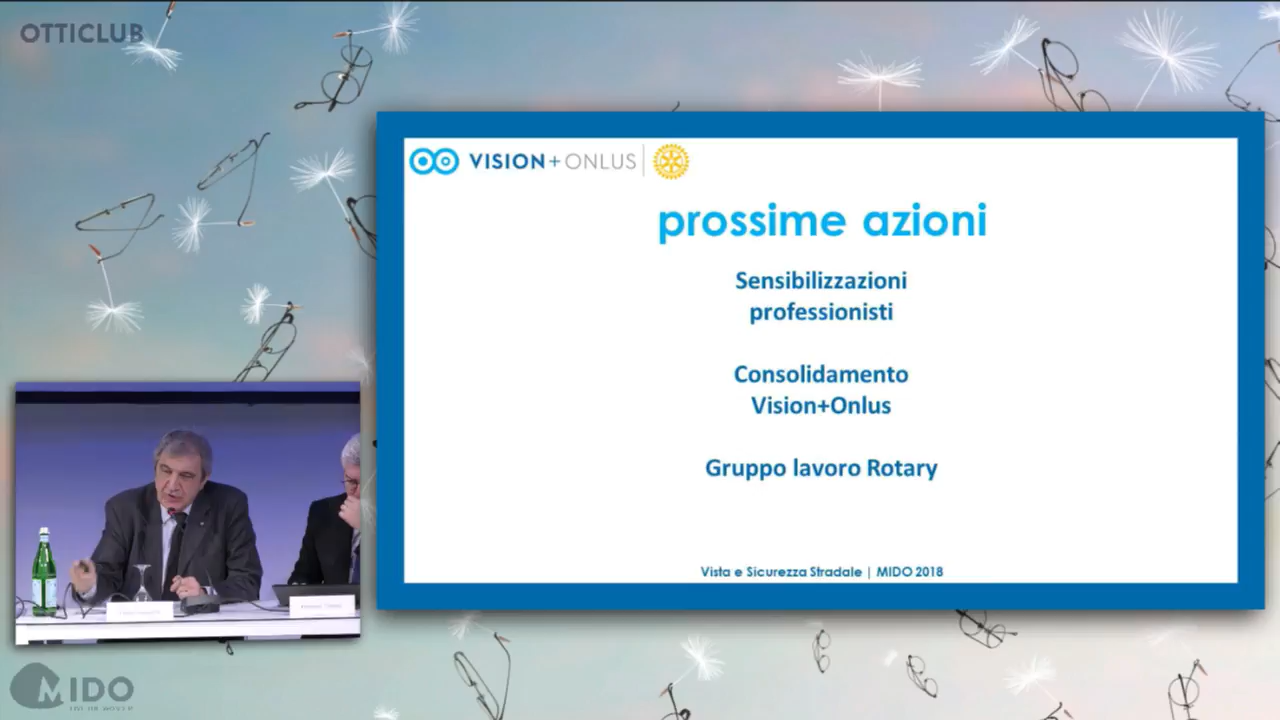 OTTICLUB
VISION+ONLUS
prossime azioni
Sensibilizzazioni
professionisti
Consolidamento
Vision+Onlus
Gruppo lavoro Rotary
Vista e Sicurezza Stradale | MIDO 2018
MIDO